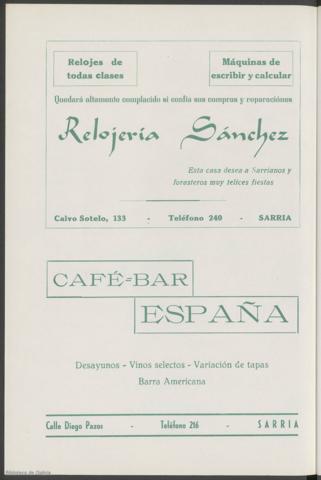 Relojes de
todas clases
Máquinas de
escribir y calcular
Quedará altamente complacido si confía sus compras y reparaciones
Relojería Sánchez
Esta casa desea a Sarrianos y
forasteros muy felices fiestas
Calvo Sotelo, 133 - Teléfono 240 - SARRIA
CAFÉ=BAR
ESPAÑA
Desayunos - Vinos selectos - Variación de tapas
Barra Americana
Calle Diego Pazos - Teléfono 216 - SARRIA
Biblioteca de Galicia